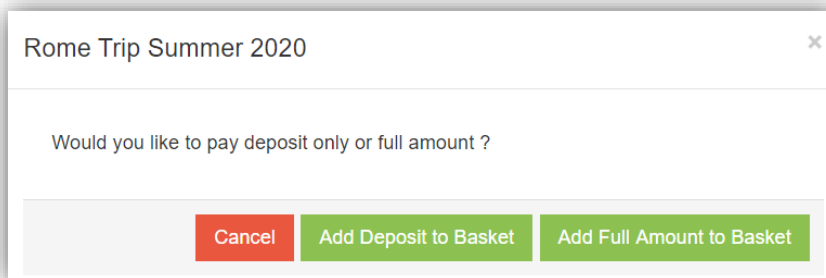 Rome Trip Summer 2020
×
Would you like to pay deposit only or full amount ?
Cancel Add Deposit to Basket Add Full Amount to Basket